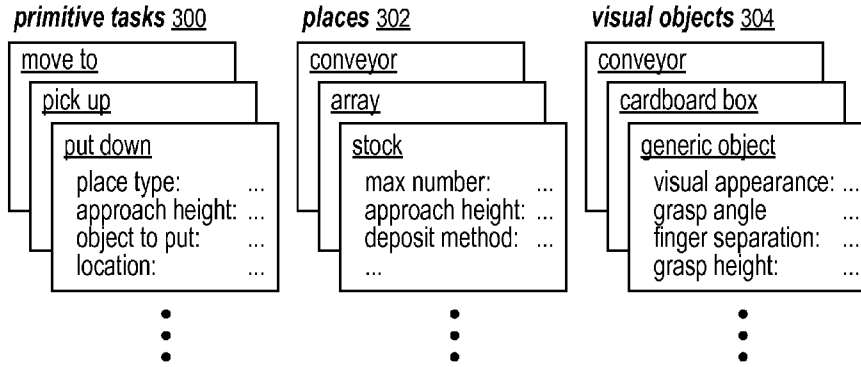 primitive tasks 300
move to
pick up
put down
place type: ...
approach height: ...
object to put: ...
location: ...
places 302
conveyor
array
stock
max number: ...
approach height: ...
deposit method: ...
...
visual objects 304
conveyor
cardboard box
generic object
visual appearance: ...
grasp angle ...
finger separation: ...
grasp height: ...